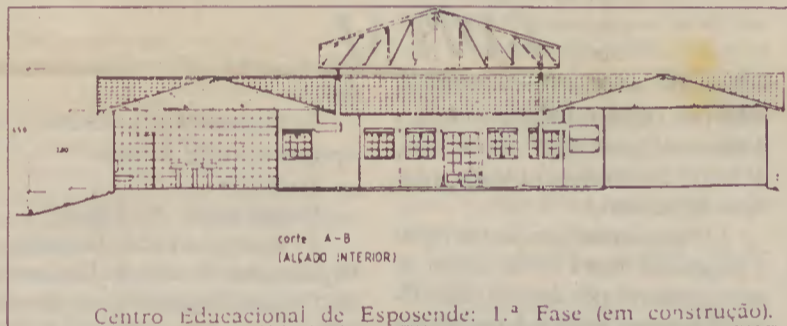 corte A-B
(ALÇADO INTERIOR)
Centro Educacional de Esposende: 1.ª Fase (em construção).